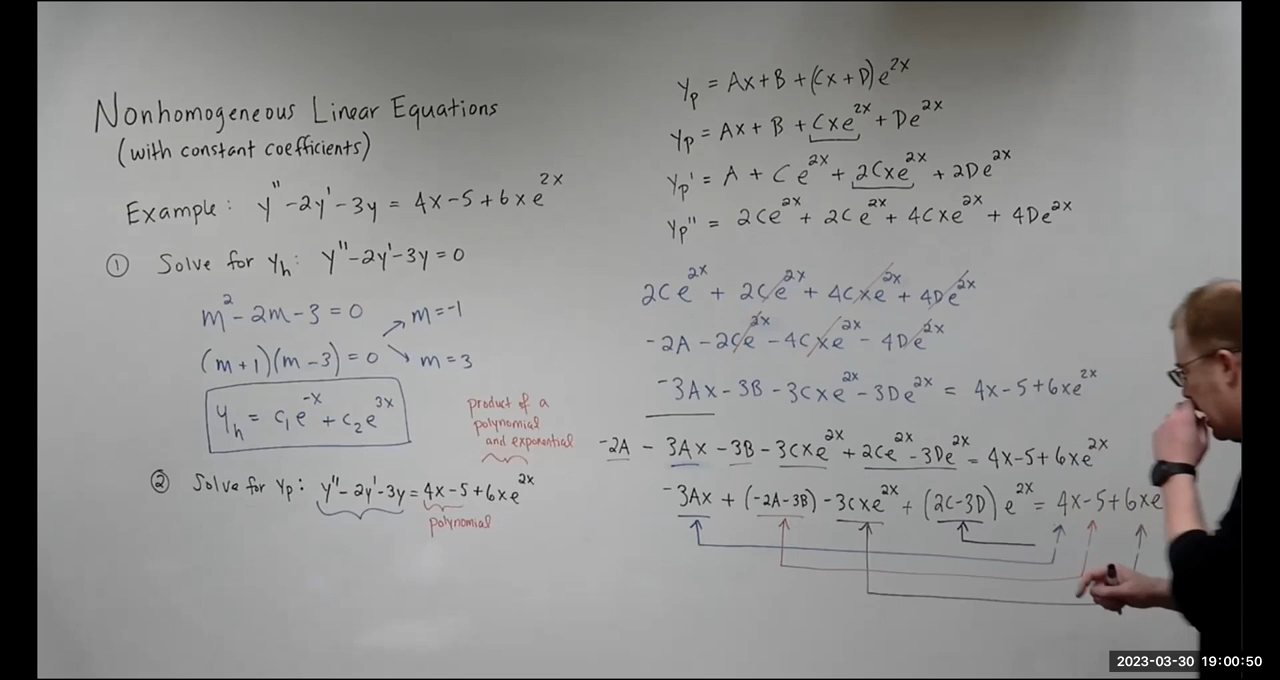 Nonhomogeneous Linear Equations
(with constant coefficients)
Example: y'' - 2y' - 3y = 4x - 5 + 6xe^{2x}
① Solve for y_h: y'' - 2y' - 3y = 0
m^2 - 2m - 3 = 0
m = -1
(m + 1)(m - 3) = 0
m = 3
y_h = c_1e^{-x} + c_2e^{3x}
product of a
polynomial
and exponential
② Solve for y_p: y'' - 2y' - 3y = 4x - 5 + 6xe^{2x}
polynomial
y_p = Ax + B + (Cx + D)e^{2x}
y_p = Ax + B + Cxe^{2x} + De^{2x}
y_p' = A + Ce^{2x} + 2Cxe^{2x} + 2De^{2x}
y_p'' = 2Ce^{2x} + 2Ce^{2x} + 4Cxe^{2x} + 4De^{2x}
2Ce^{2x} + 2Ce^{2x} + 4Cxe^{2x} + 4De^{2x}
-2A - 2Ce^{2x} - 4Cxe^{2x} - 4De^{2x}
-3Ax - 3B - 3Cxe^{2x} - 3De^{2x} = 4x - 5 + 6xe^{2x}
-2A - 3Ax - 3B - 3Cxe^{2x} + 2Ce^{2x} - 3De^{2x} = 4x - 5 + 6xe^{2x}
-3Ax + (-2A - 3B) - 3Cxe^{2x} + (2C - 3D)e^{2x} = 4x - 5 + 6xe
2023-03-30 19:00:50